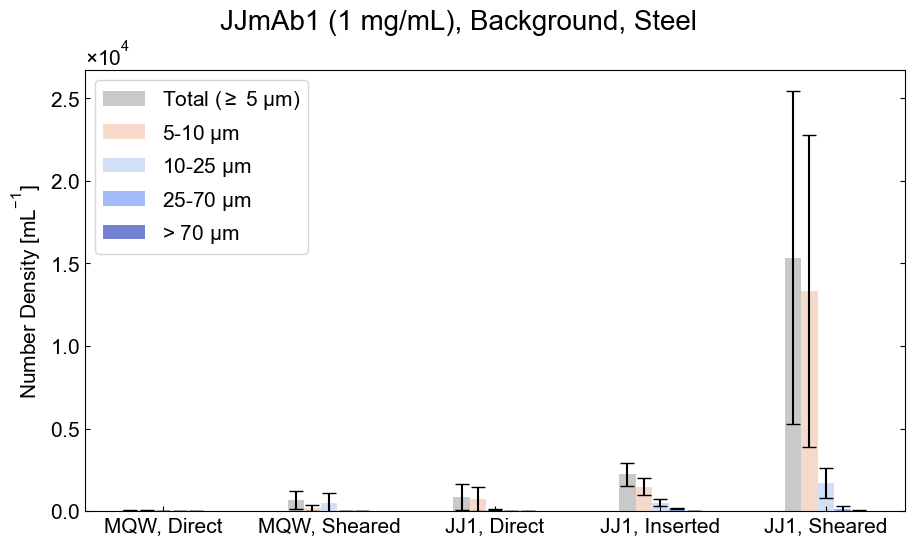 JJmAb1 (1 mg/mL), Background, Steel
×10⁴
Total (≥ 5 µm)
5-10 µm
10-25 µm
25-70 µm
> 70 µm
Number Density [mL⁻¹]
2.5
2.0
1.5
1.0
0.5
0.0
MQW, Direct
MQW, Sheared
JJ1, Direct
JJ1, Inserted
JJ1, Sheared